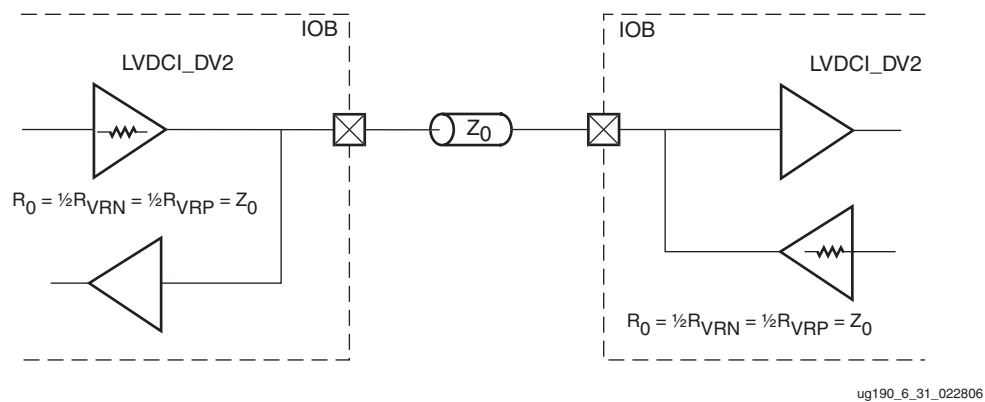 IOB
IOB
LVDCI_DV2
LVDCI_DV2
Z0
R0 = ½RVRN = ½RVRP = Z0
R0 = ½RVRN = ½RVRP = Z0
ug190_6_31_022806